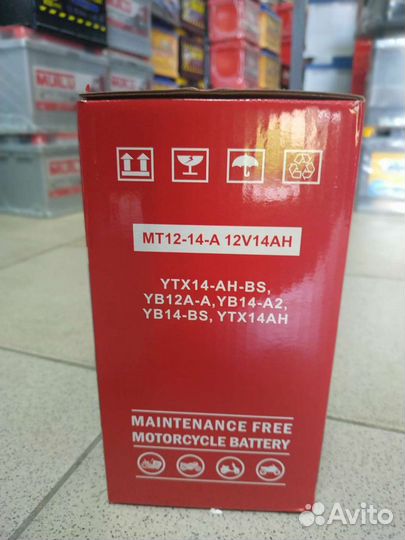 MT12-14-A 12V14AH
YTX14-AH-BS,
YB12A-A,YB14-A2,
YB14-BS, YTX14AH
MAINTENANCE FREE
MOTORCYCLE BATTERY
Avito